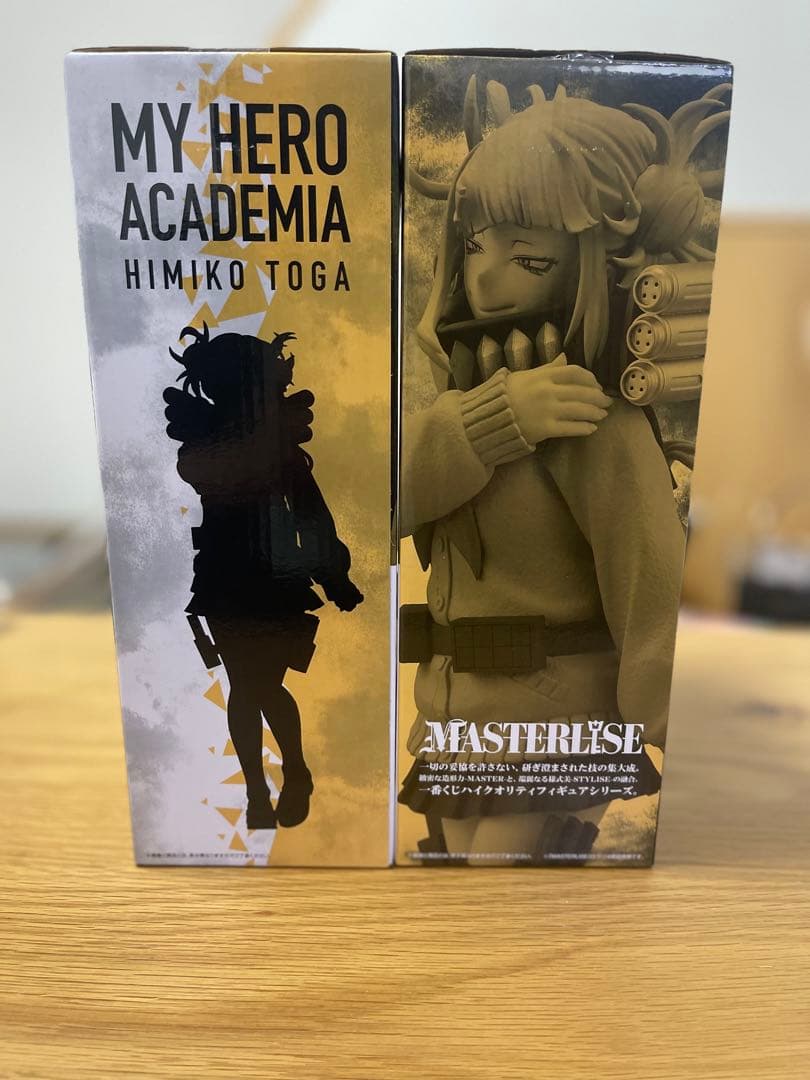 MY HERO
ACADEMIA
HIMIKO TOGA
MASTERLISE
一切の妥協を許さない、研ぎ澄まされた技の集大成。
緻密な造形力-MASTER-と、端麗なる様式美-STYLISE-の融合。
一番くじハイクオリティフィギュアシリーズ。